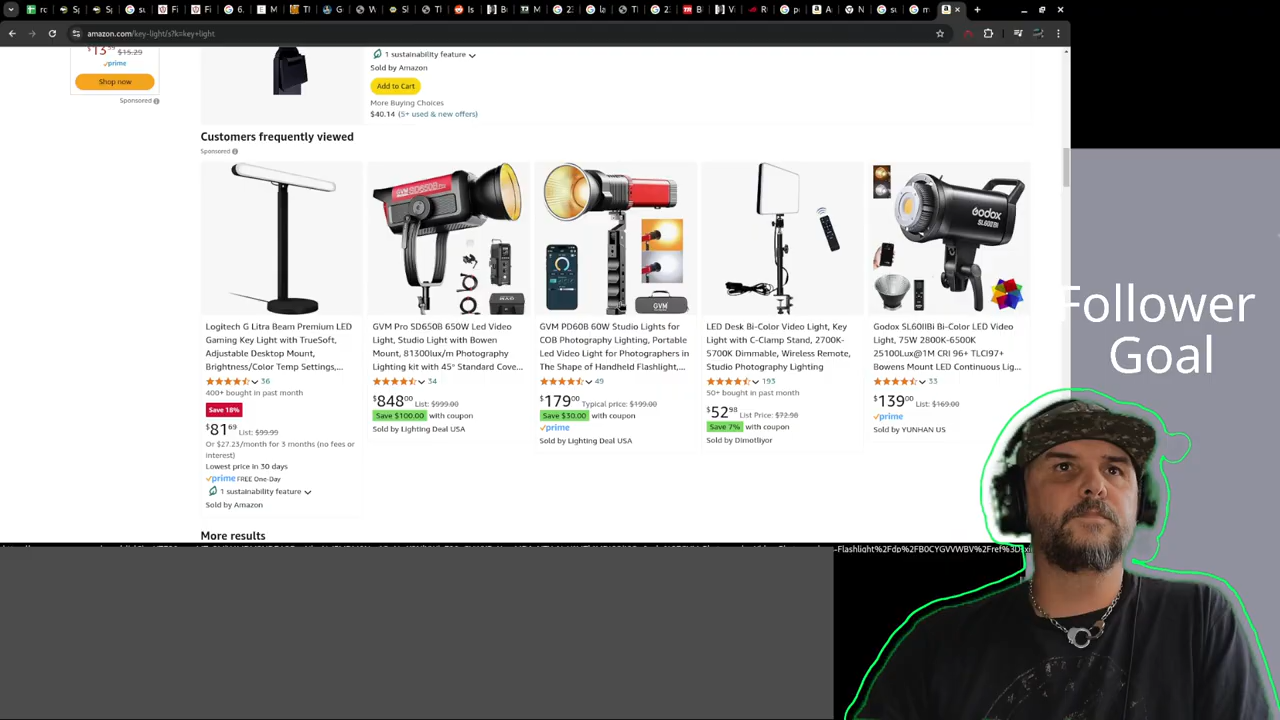 amazon.com/key-light/s?k=key+light
$13.59 $15.29
prime
Shop now
Sponsored
1 sustainability feature
Sold by Amazon
Add to Cart
More Buying Choices
$40.14 (5+ used & new offers)
Customers frequently viewed
Sponsored
Logitech G Litra Beam Premium LED
Gaming Key Light with TrueSoft,
Adjustable Desktop Mount,
Brightness/Color Temp Settings,…
36
400+ bought in past month
Save 18%
$81.69 List: $99.99
Or $27.23/month for 3 months (no fees or
interest)
Lowest price in 30 days
prime FREE One-Day
1 sustainability feature
Sold by Amazon
GVM Pro SD650B 650W Led Video
Light, Studio Light with Bowen
Mount, 81300lux/m Photography
Lighting kit with 45° Standard Cove...
34
$848.00 List: $999.00
Save $100.00 with coupon
Sold by Lighting Deal USA
GVM
GVM PD60B 60W Studio Lights for
COB Photography Lighting, Portable
Led Video Light for Photographers in
The Shape of Handheld Flashlight,...
49
$179.00 Typical price: $199.00
Save $30.00 with coupon
prime
Sold by Lighting Deal USA
LED Desk Bi-Color Video Light, Key
Light with C-Clamp Stand, 2700K-
5700K Dimmable, Wireless Remote,
Studio Photography Lighting
193
50+ bought in past month
$52.98 List Price: $72.98
Save 7% with coupon
Sold by Dimotliyor
Godox
SL60IIBi
Godox SL60IIBi Bi-Color LED Video
Light, 75W 2800K-6500K
25100Lux@1M CRI 96+ TLCI97+
Bowens Mount LED Continuous Lig...
33
$139.00 List: $169.00
prime
Sold by YUNHAN US
More results
Follower
Goal